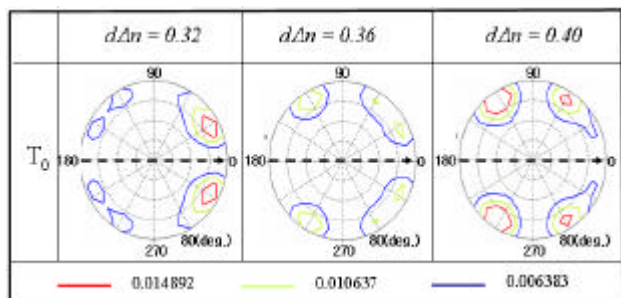 dΔn = 0.32 dΔn = 0.36 dΔn = 0.40
90 90 90
T0 180 0 180 0 180 0
270 80(deg.) 270 80(deg.) 270 80(deg.)
0.014892 0.010637 0.006383